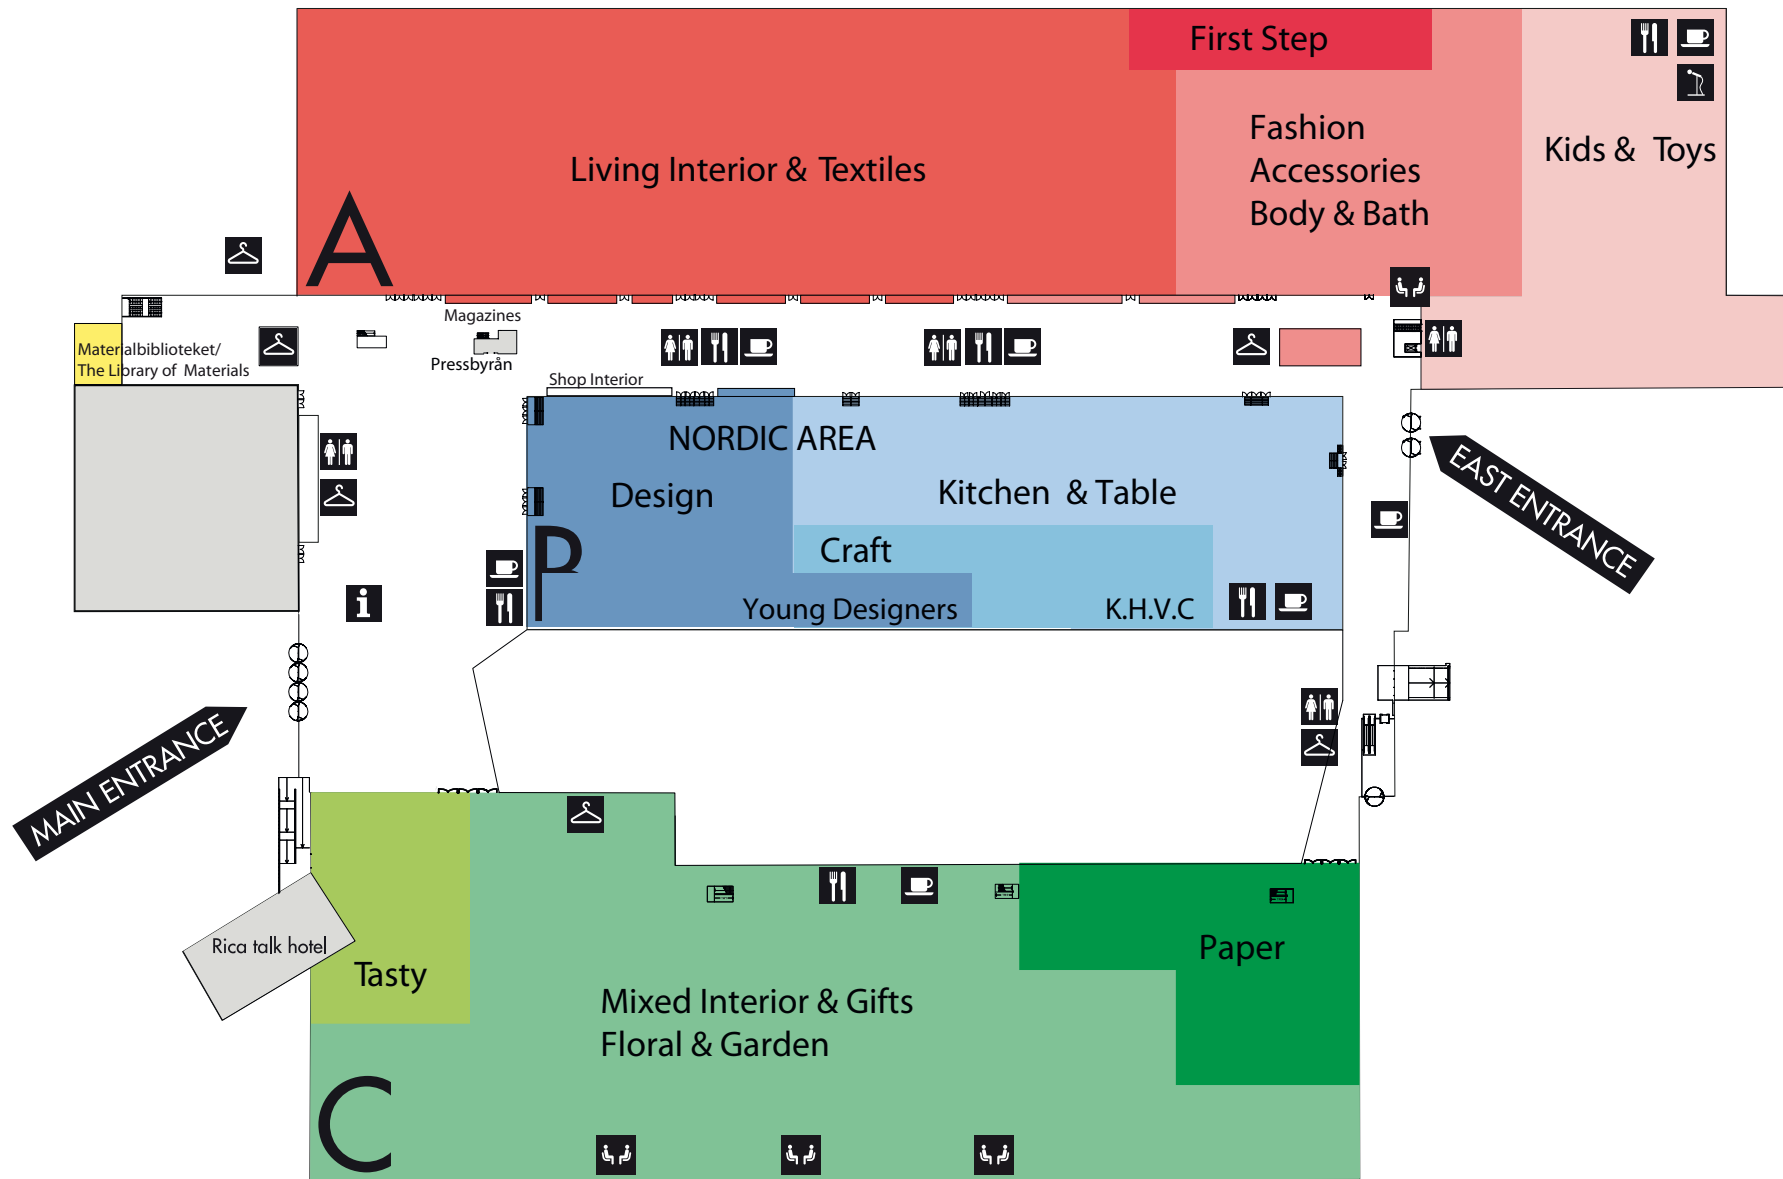 First Step
Living Interior & Textiles
Fashion
Accessories
Body & Bath
Kids & Toys
A
Magazines
Pressbyrån
Materialbiblioteket/
The Library of Materials
Shop Interior
NORDIC AREA
Design
Kitchen & Table
P
Craft
Young Designers
K.H.V.C
EAST ENTRANCE
i
MAIN ENTRANCE
Rica talk hotel
Tasty
Paper
Mixed Interior & Gifts
Floral & Garden
C